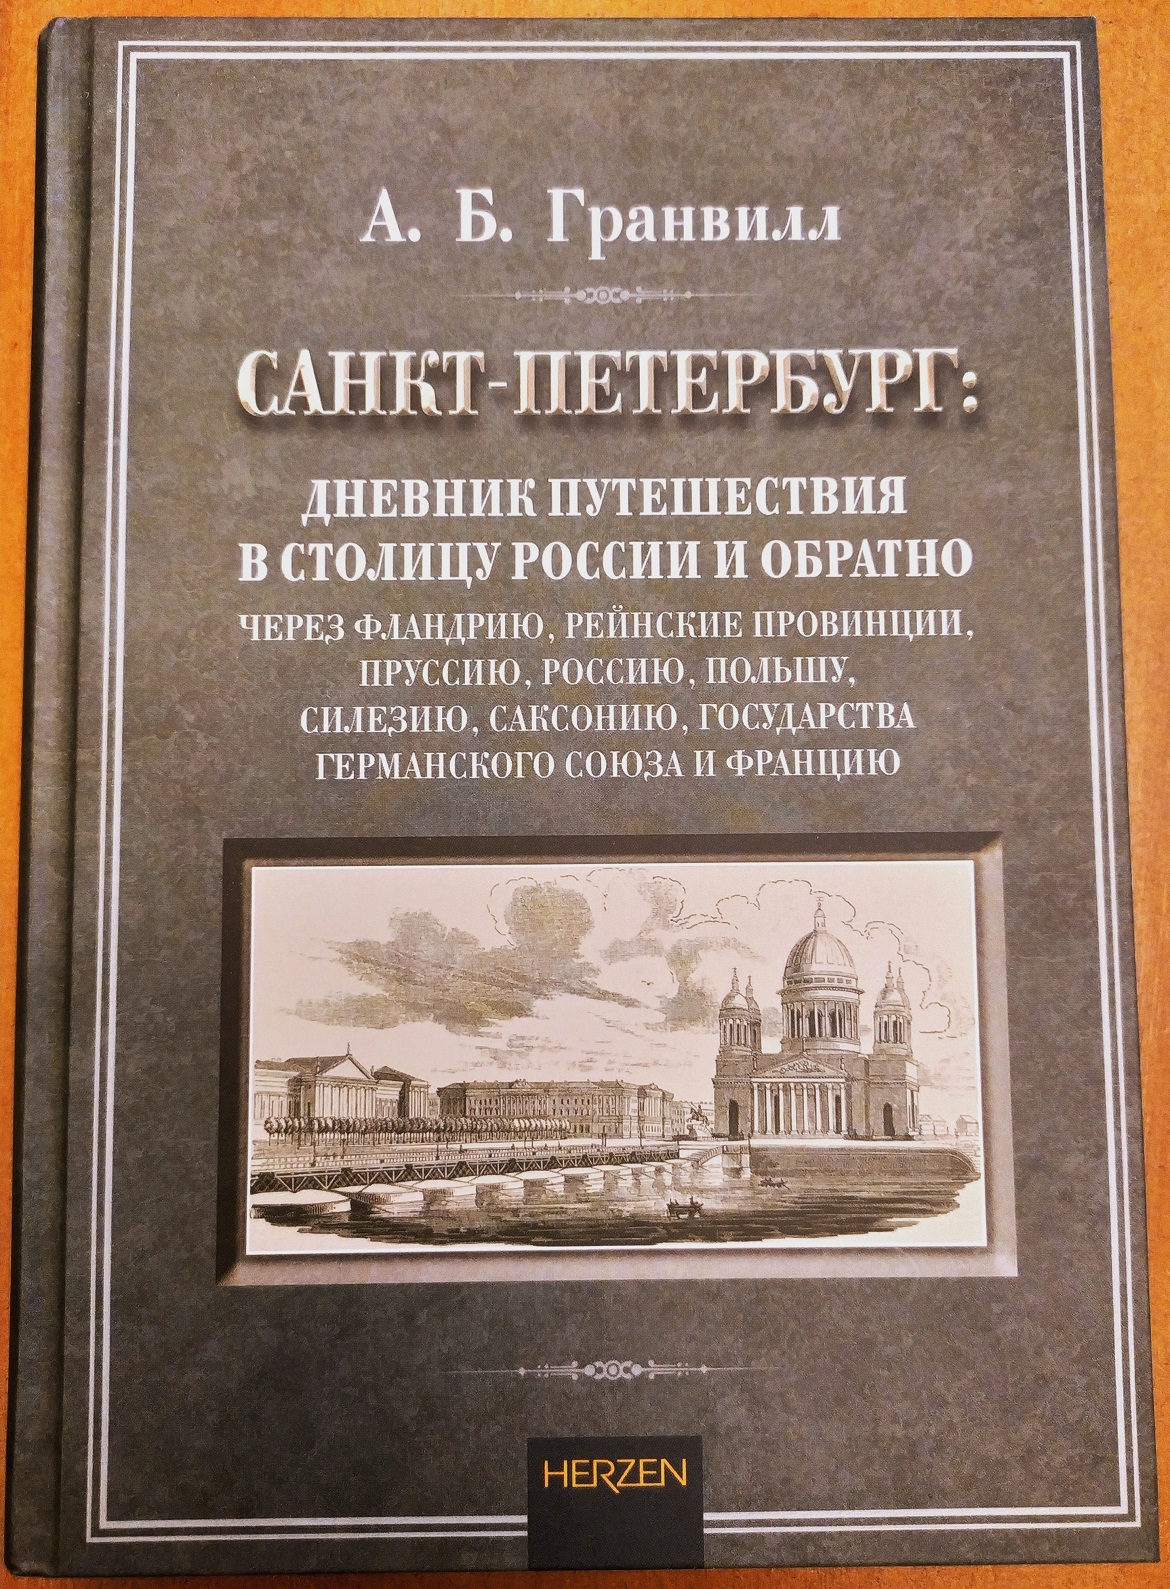 А. Б. Гранвилл
САНКТ-ПЕТЕРБУРГ:
ДНЕВНИК ПУТЕШЕСТВИЯ
В СТОЛИЦУ РОССИИ И ОБРАТНО
ЧЕРЕЗ ФЛАНДРИЮ, РЕЙНСКИЕ ПРОВИНЦИИ,
ПРУССИЮ, РОССИЮ, ПОЛЬШУ,
СИЛЕЗИЮ, САКСОНИЮ, ГОСУДАРСТВА
ГЕРМАНСКОГО СОЮЗА И ФРАНЦИЮ
HERZEN